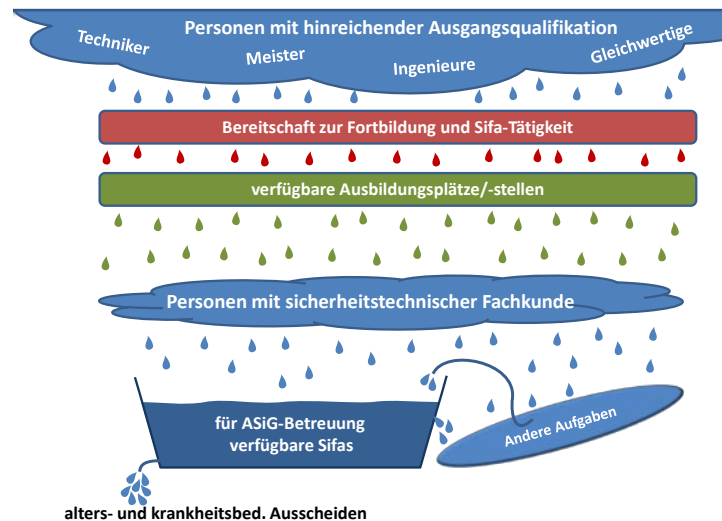 Personen mit hinreichender Ausgangsqualifikation
Techniker
Meister
Ingenieure
Gleichwertige
Bereitschaft zur Fortbildung und Sifa-Tätigkeit
verfügbare Ausbildungsplätze/-stellen
Personen mit sicherheitstechnischer Fachkunde
für ASiG-Betreuung
verfügbare Sifas
Andere Aufgaben
alters- und krankheitsbed. Ausscheiden